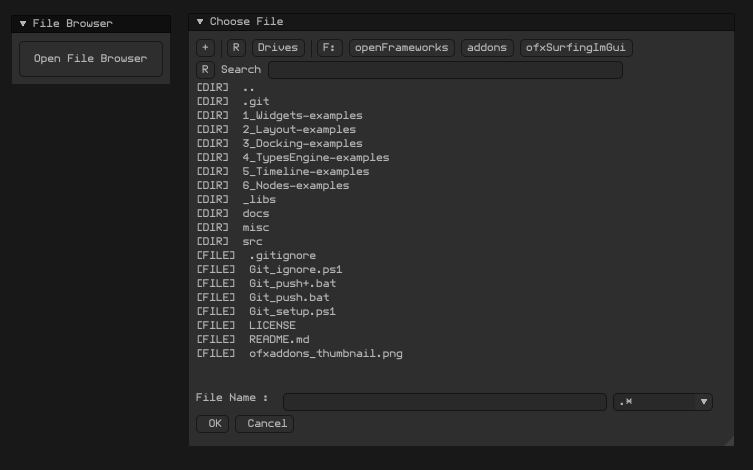 File Browser
Open File Browser
Choose File
+ R Drives F: openFrameworks addons ofxSurfingImGui
R Search
[DIR] ..
[DIR] .git
[DIR] 1_Widgets-examples
[DIR] 2_Layout-examples
[DIR] 3_Docking-examples
[DIR] 4_TypesEngine-examples
[DIR] 5_Timeline-examples
[DIR] 6_Nodes-examples
[DIR] _libs
[DIR] docs
[DIR] misc
[DIR] src
[FILE] .gitignore
[FILE] Git_ignore.ps1
[FILE] Git_push+.bat
[FILE] Git_push.bat
[FILE] Git_setup.ps1
[FILE] LICENSE
[FILE] README.md
[FILE] ofxaddons_thumbnail.png
File Name : .*
OK Cancel